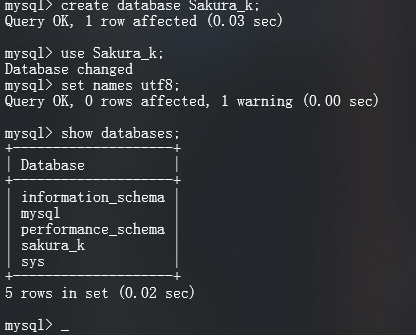 mysql> create database Sakura_k;
Query OK, 1 row affected (0.03 sec)
mysql> use Sakura_k;
Database changed
mysql> set names utf8;
Query OK, 0 rows affected, 1 warning (0.00 sec)
mysql> show databases;
+--------------------+
| Database           |
+--------------------+
| information_schema |
| mysql              |
| performance_schema |
| sakura_k           |
| sys                |
+--------------------+
5 rows in set (0.02 sec)
mysql> _